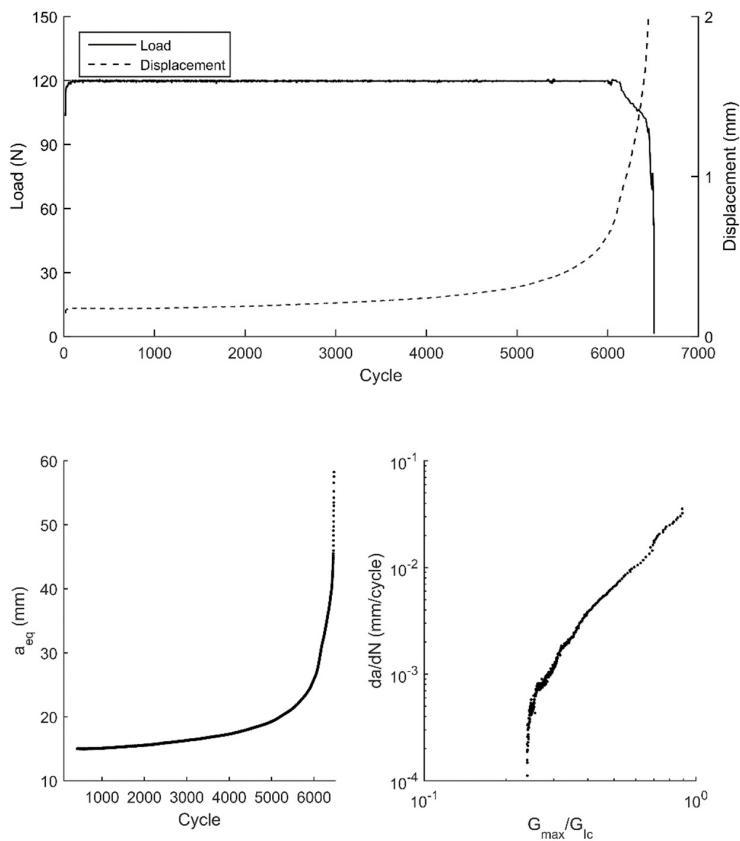 150
120
90
60
30
0
Load (N)
Load
Displacement
2
1
0
Displacement (mm)
0 1000 2000 3000 4000 5000 6000 7000
Cycle
60
50
40
30
20
10
a_eq (mm)
1000 2000 3000 4000 5000 6000
Cycle
10^-1
10^-2
10^-3
10^-4
da/dN (mm/cycle)
10^-1 10^0
G_max/G_Ic